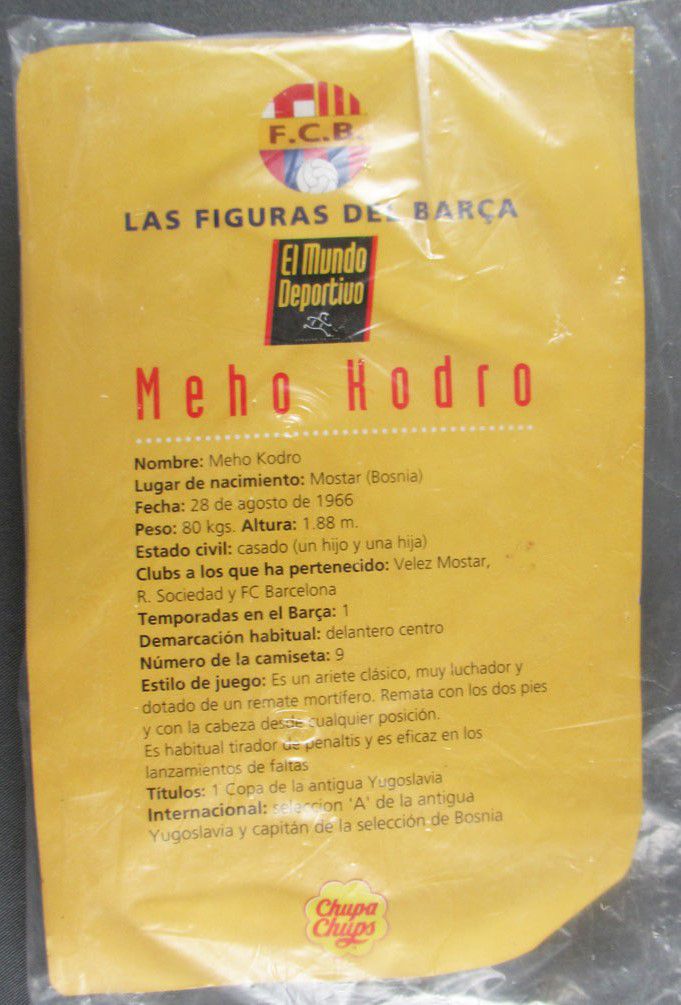 F.C.B.
LAS FIGURAS DEL BARÇA
El Mundo
Deportivo
Meho Kodro
Nombre: Meho Kodro
Lugar de nacimiento: Mostar (Bosnia)
Fecha: 28 de agosto de 1966
Peso: 80 kgs. Altura: 1.88 m.
Estado civil: casado (un hijo y una hija)
Clubs a los que ha pertenecido: Velez Mostar,
R. Sociedad y FC Barcelona
Temporadas en el Barça: 1
Demarcación habitual: delantero centro
Número de la camiseta: 9
Estilo de juego: Es un ariete clásico, muy luchador y
dotado de un remate mortífero. Remata con los dos pies
y con la cabeza desde cualquier posición.
Es habitual tirador de penaltis y es eficaz en los
lanzamientos de faltas
Títulos: 1 Copa de la antigua Yugoslavia
Internacional: seleccion 'A' de la antigua
Yugoslavia y capitán de la selección de Bosnia
Chupa
Chups